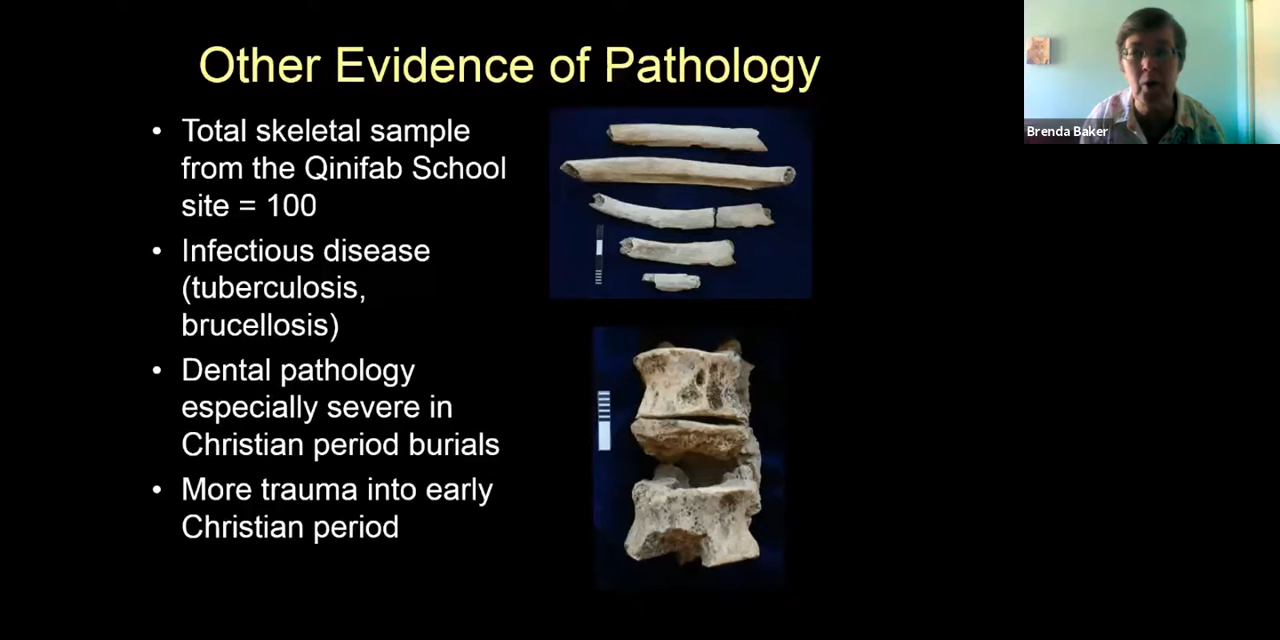 Other Evidence of Pathology
• Total skeletal sample
from the Qinifab School
site = 100
• Infectious disease
(tuberculosis,
brucellosis)
• Dental pathology
especially severe in
Christian period burials
• More trauma into early
Christian period
Brenda Baker